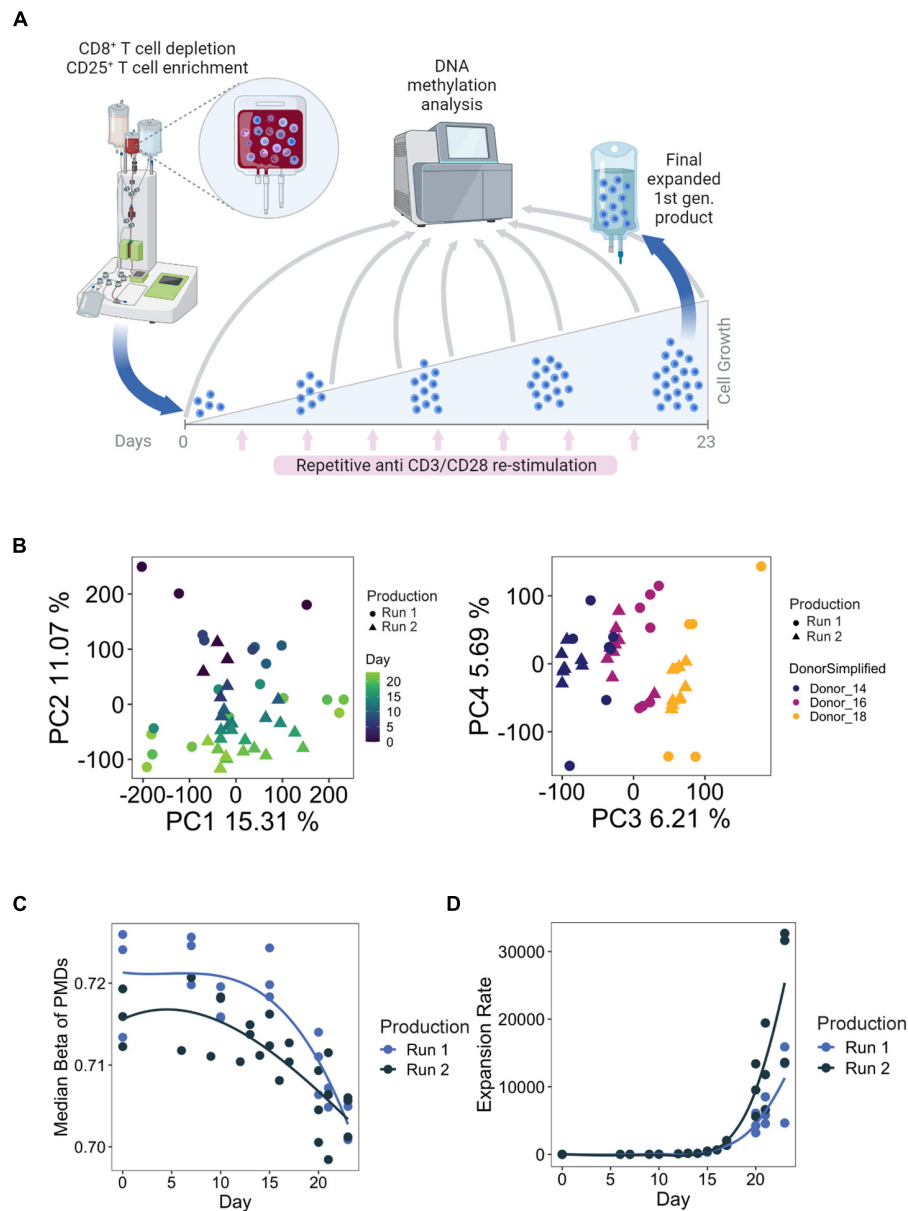 A
CD8⁺ T cell depletion
CD25⁺ T cell enrichment
DNA
methylation
analysis
Final
expanded
1st gen.
product
Cell Growth
Days
0
23
Repetitive anti CD3/CD28 re-stimulation
B
PC2 11.07 %
200
100
0
-100
-200
-100
0
100
200
PC1 15.31 %
Production
Run 1
Run 2
Day
20
15
10
5
0
PC4 5.69 %
100
0
-100
-100
0
100
PC3 6.21 %
Production
Run 1
Run 2
DonorSimplified
Donor_14
Donor_16
Donor_18
C
Median Beta of PMDs
0.72
0.71
0.70
0
5
10
15
20
Day
Production
Run 1
Run 2
D
Expansion Rate
30000
20000
10000
0
0
5
10
15
20
Day
Production
Run 1
Run 2